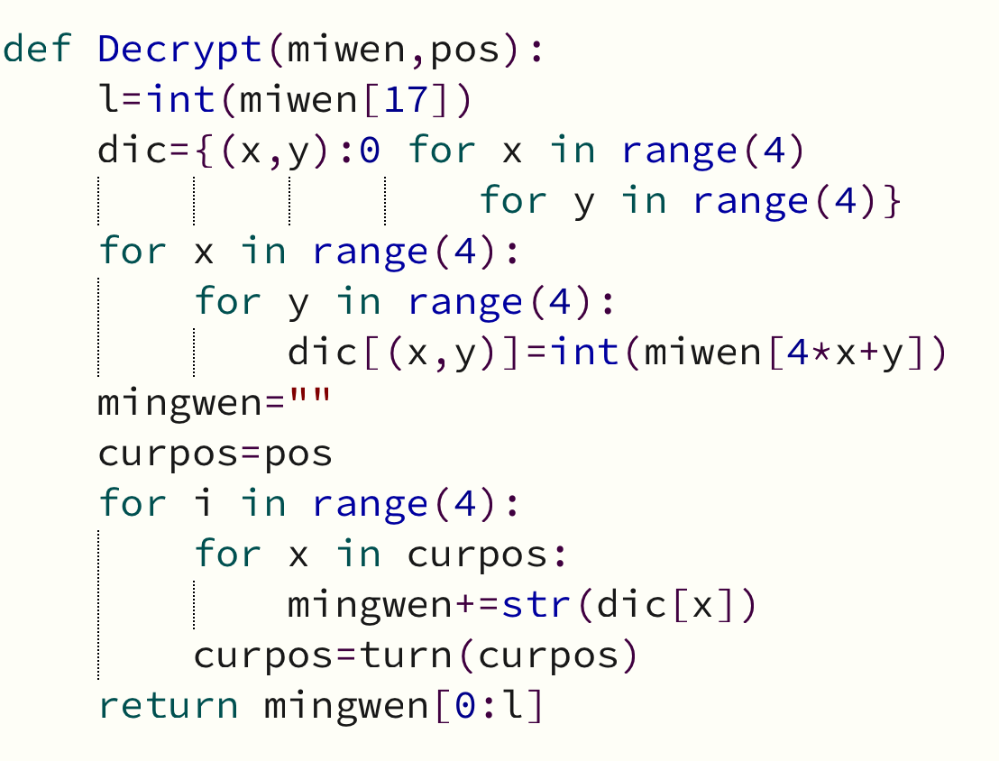 def Decrypt(miwen,pos):
    l=int(miwen[17])
    dic={(x,y):0 for x in range(4)
                    for y in range(4)}
    for x in range(4):
        for y in range(4):
            dic[(x,y)]=int(miwen[4*x+y])
    mingwen=""
    curpos=pos
    for i in range(4):
        for x in curpos:
            mingwen+=str(dic[x])
        curpos=turn(curpos)
    return mingwen[0:l]